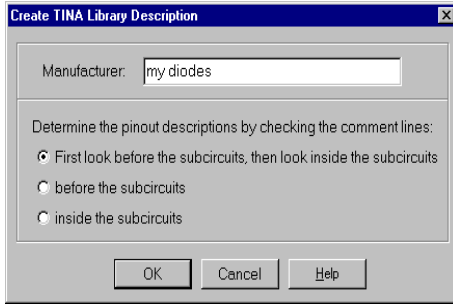 Create TINA Library Description
Manufacturer: my diodes
Determine the pinout descriptions by checking the comment lines:
First look before the subcircuits, then look inside the subcircuits
before the subcircuits
inside the subcircuits
OK Cancel Help